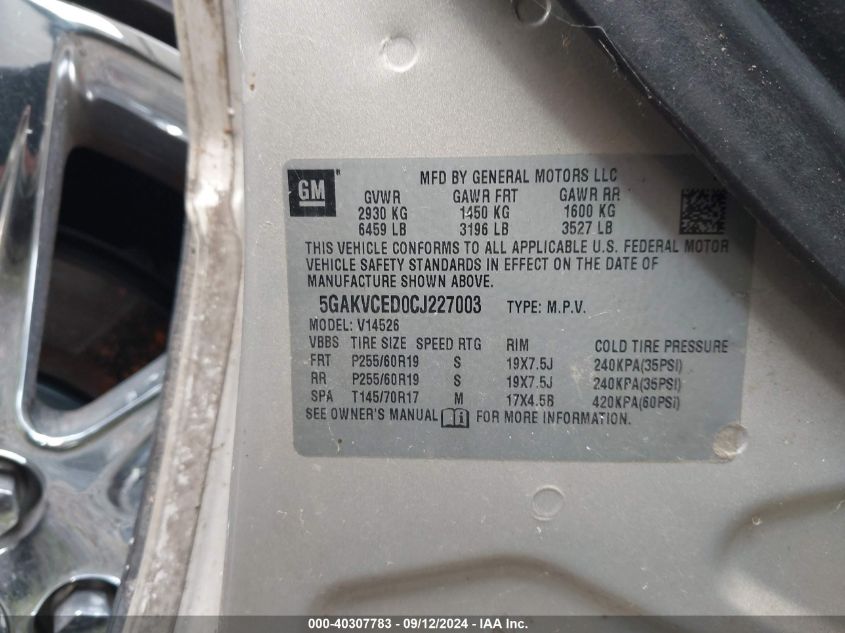 GM
MFD BY GENERAL MOTORS LLC
GVWR GAWR FRT GAWR RR
2930 KG 1450 KG 1600 KG
6459 LB 3196 LB 3527 LB
THIS VEHICLE CONFORMS TO ALL APPLICABLE U.S. FEDERAL MOTOR
VEHICLE SAFETY STANDARDS IN EFFECT ON THE DATE OF
MANUFACTURE SHOWN ABOVE.
5GAKVCED0CJ227003 TYPE: M.P.V.
MODEL: V14526
VBBS TIRE SIZE SPEED RTG RIM COLD TIRE PRESSURE
FRT P255/60R19 S 19X7.5J 240KPA(35PSI)
RR P255/60R19 S 19X7.5J 240KPA(35PSI)
SPA T145/70R17 M 17X4.5B 420KPA(60PSI)
SEE OWNER'S MANUAL FOR MORE INFORMATION.
000-40307783 - 09/12/2024 - IAA, Inc.